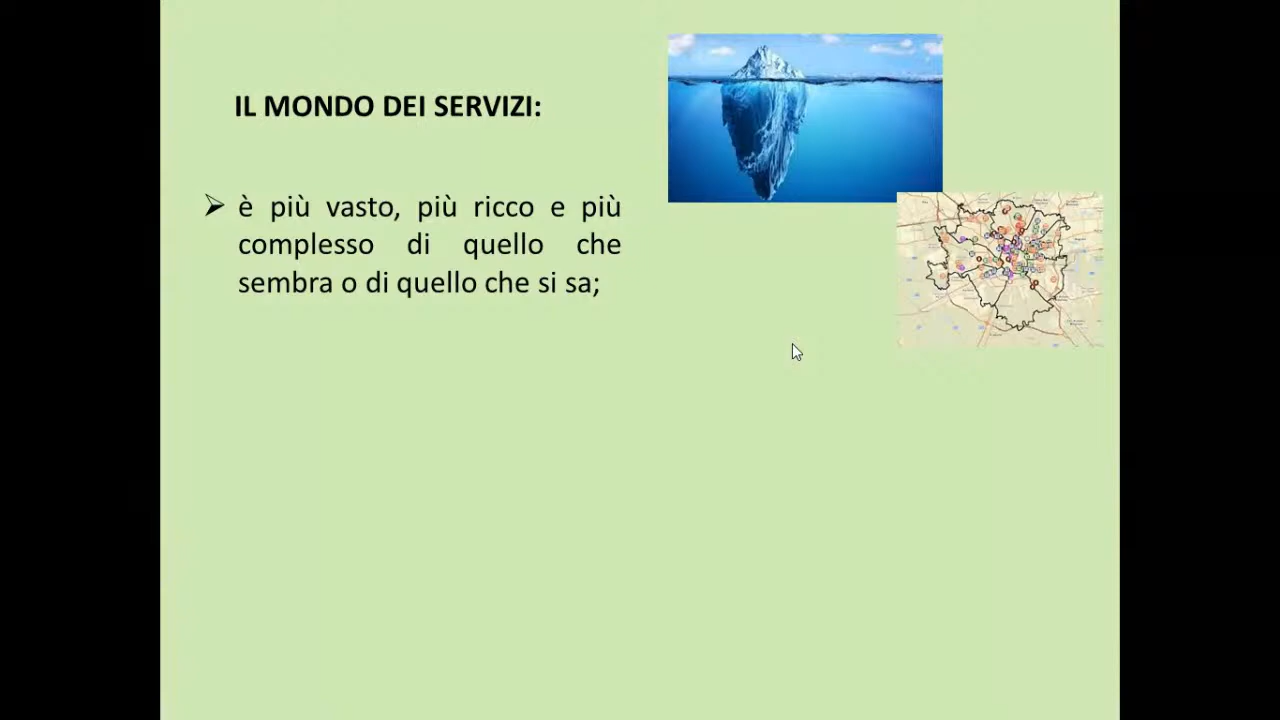 IL MONDO DEI SERVIZI:
è più vasto, più ricco e più
complesso di quello che
sembra o di quello che si sa;